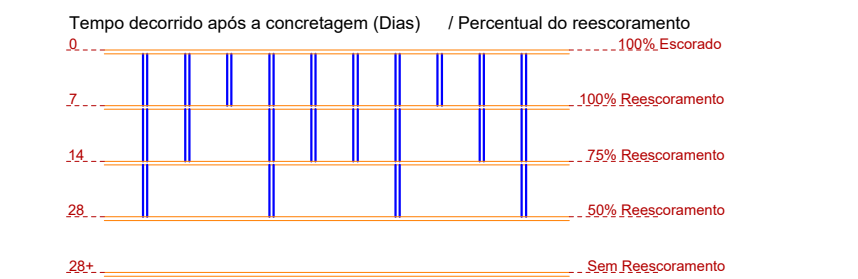 Tempo decorrido após a concretagem (Dias) / Percentual do reescoramento
0 100% Escorado
7 100% Reescoramento
14 75% Reescoramento
28 50% Reescoramento
28+ Sem Reescoramento